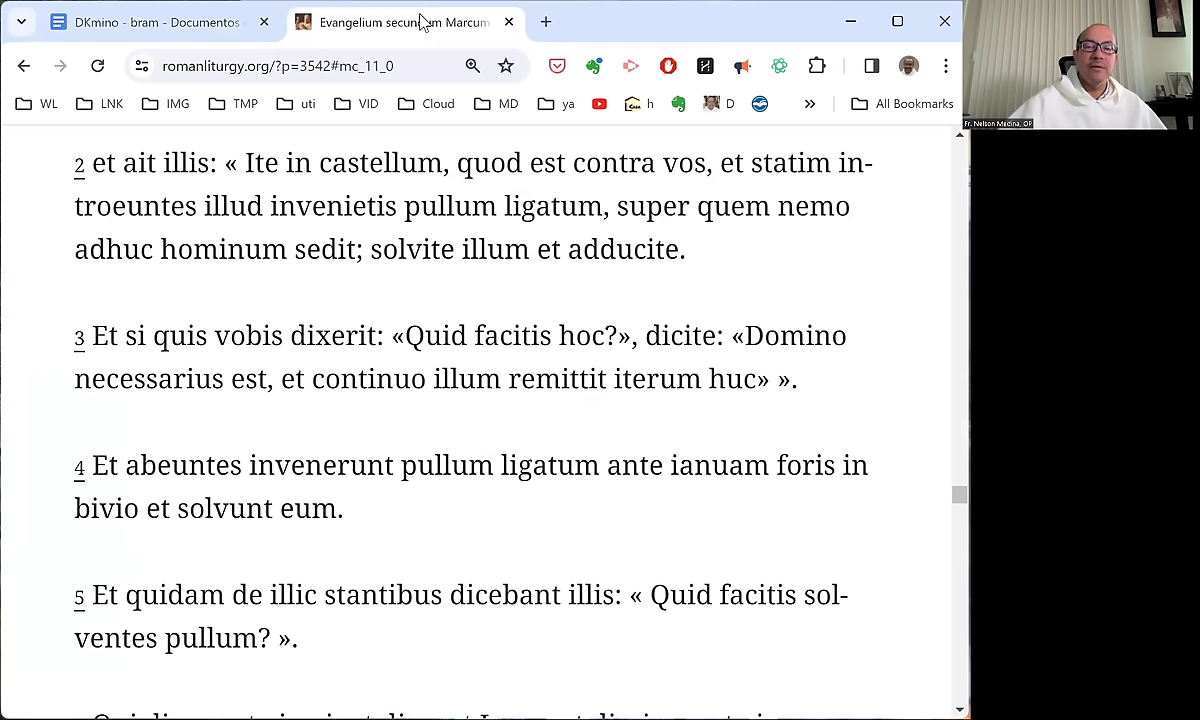 DKmino - bram - Documentos
Evangelium secundum Marcum
romanliturgy.org/?p=3542#mc_11_0
WL LNK IMG TMP uti VID Cloud MD ya h D » All Bookmarks
Fr. Nelson Medina, OP
2 et ait illis: « Ite in castellum, quod est contra vos, et statim in-
troeuntes illud invenietis pullum ligatum, super quem nemo
adhuc hominum sedit; solvite illum et adducite.
3 Et si quis vobis dixerit: «Quid facitis hoc?», dicite: «Domino
necessarius est, et continuo illum remittit iterum huc» ».
4 Et abeuntes invenerunt pullum ligatum ante ianuam foris in
bivio et solvunt eum.
5 Et quidam de illic stantibus dicebant illis: « Quid facitis sol-
ventes pullum? ».